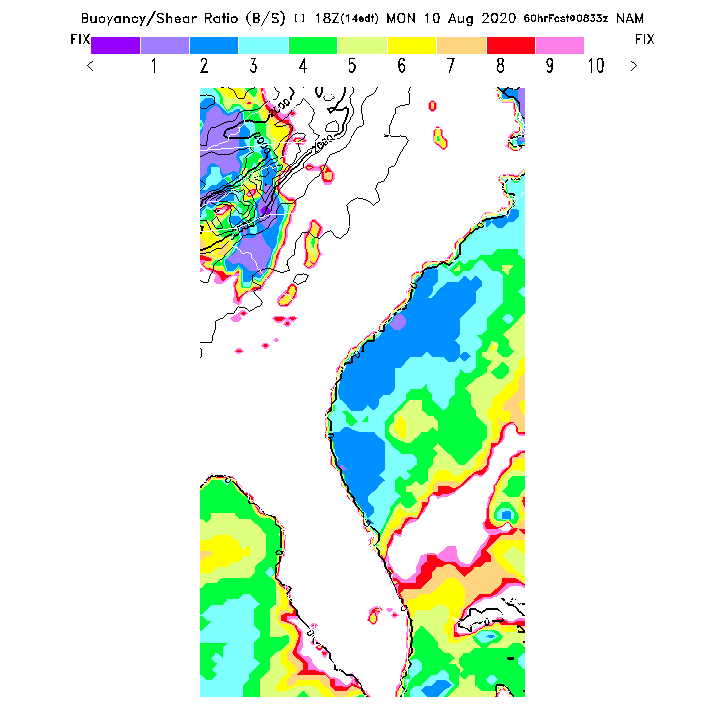 Buoyancy/Shear Ratio (B/S) [] 18Z(14edt) MON 10 Aug 2020 60hrFcst@0833z NAM
FIX FIX
< 1 2 3 4 5 6 7 8 9 10 >